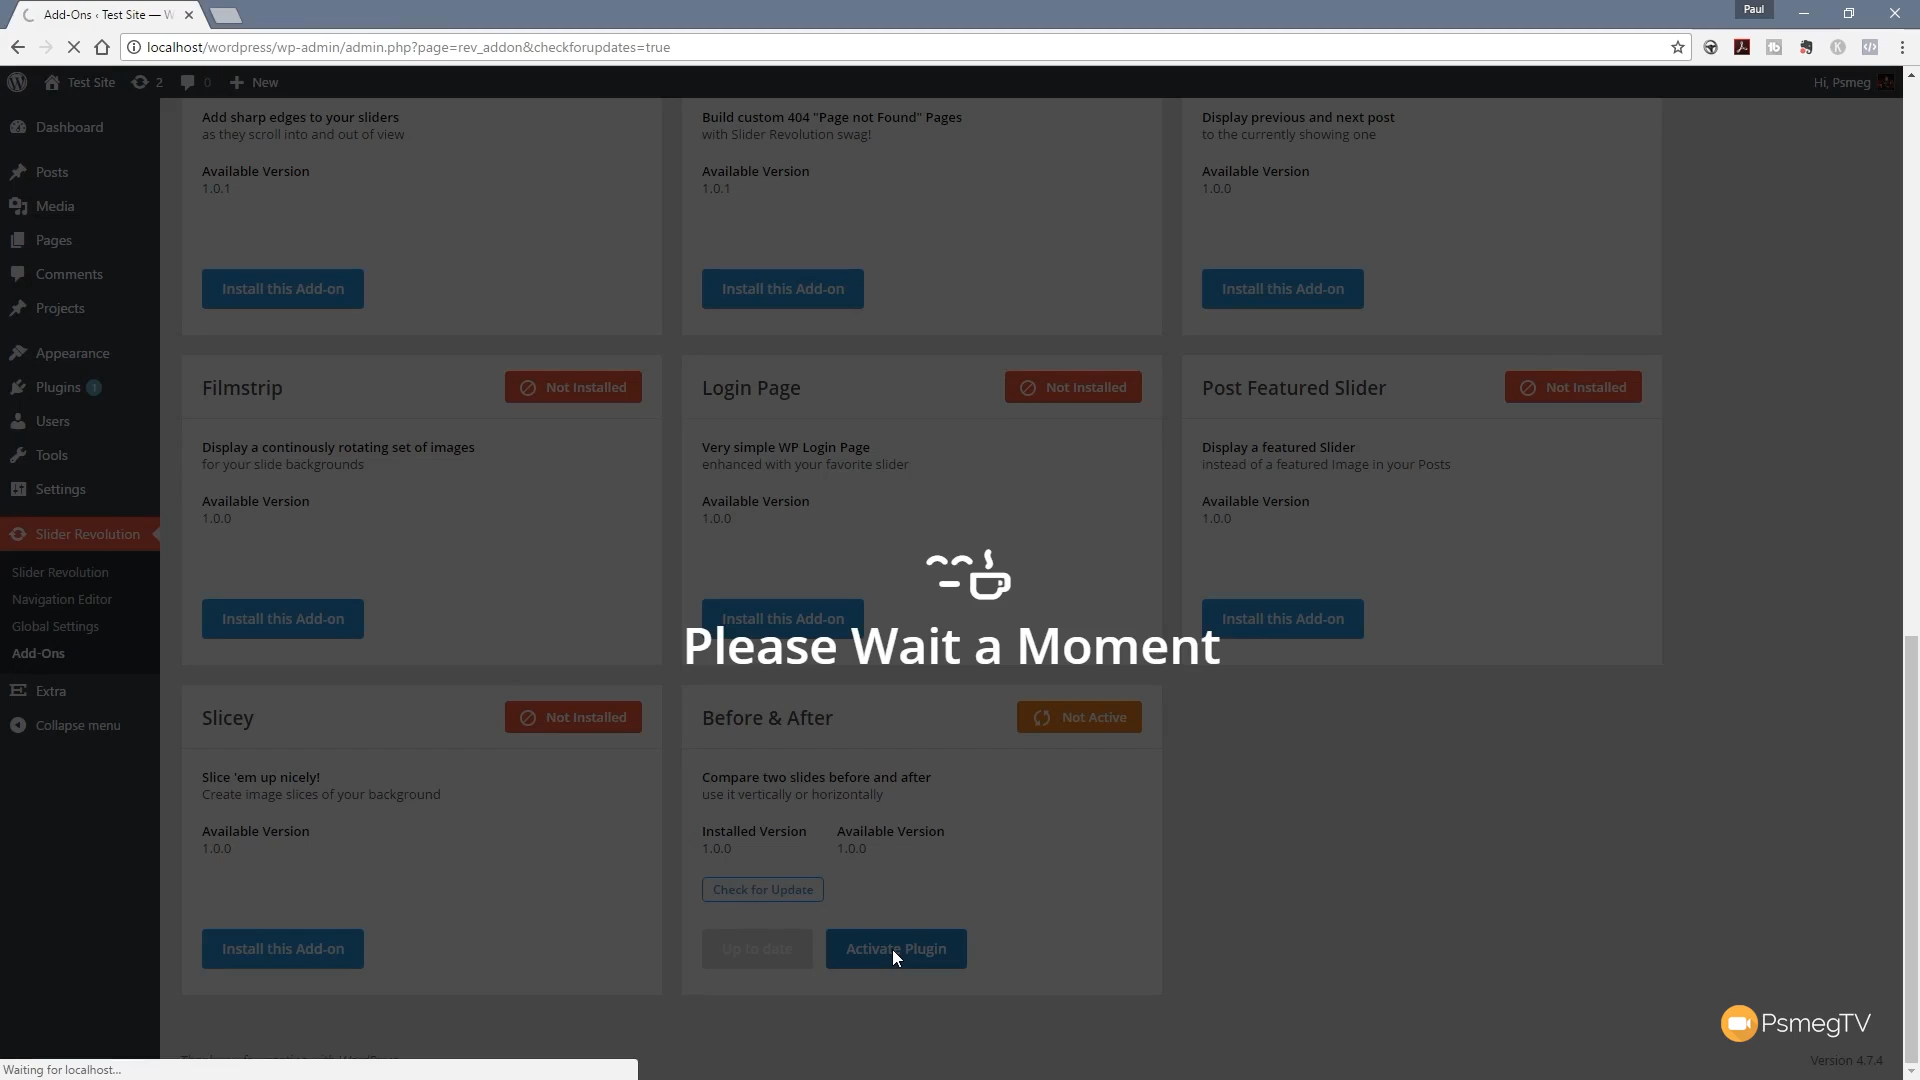 Add-Ons ‹ Test Site — W
Paul
localhost/wordpress/wp-admin/admin.php?page=rev_addon&checkforupdates=true
Test Site
2
0
New
Hi, Psmeg
Dashboard
Posts
Media
Pages
Comments
Projects
Appearance
Plugins 1
Users
Tools
Settings
Slider Revolution
Slider Revolution
Navigation Editor
Global Settings
Add-Ons
Extra
Collapse menu
Add sharp edges to your sliders
as they scroll into and out of view
Available Version
1.0.1
Install this Add-on
Build custom 404 "Page not Found" Pages
with Slider Revolution swag!
Available Version
1.0.1
Install this Add-on
Display previous and next post
to the currently showing one
Available Version
1.0.0
Install this Add-on
Filmstrip
Not Installed
Display a continously rotating set of images
for your slide backgrounds
Available Version
1.0.0
Install this Add-on
Login Page
Not Installed
Very simple WP Login Page
enhanced with your favorite slider
Available Version
1.0.0
Install this Add-on
Post Featured Slider
Not Installed
Display a featured Slider
instead of a featured Image in your Posts
Available Version
1.0.0
Install this Add-on
Please Wait a Moment
Slicey
Not Installed
Slice 'em up nicely!
Create image slices of your background
Available Version
1.0.0
Install this Add-on
Before & After
Not Active
Compare two slides before and after
use it vertically or horizontally
Installed Version
1.0.0
Available Version
1.0.0
Check for Update
Up to date
Activate Plugin
PsmegTV
Version 4.7.4
Waiting for localhost...